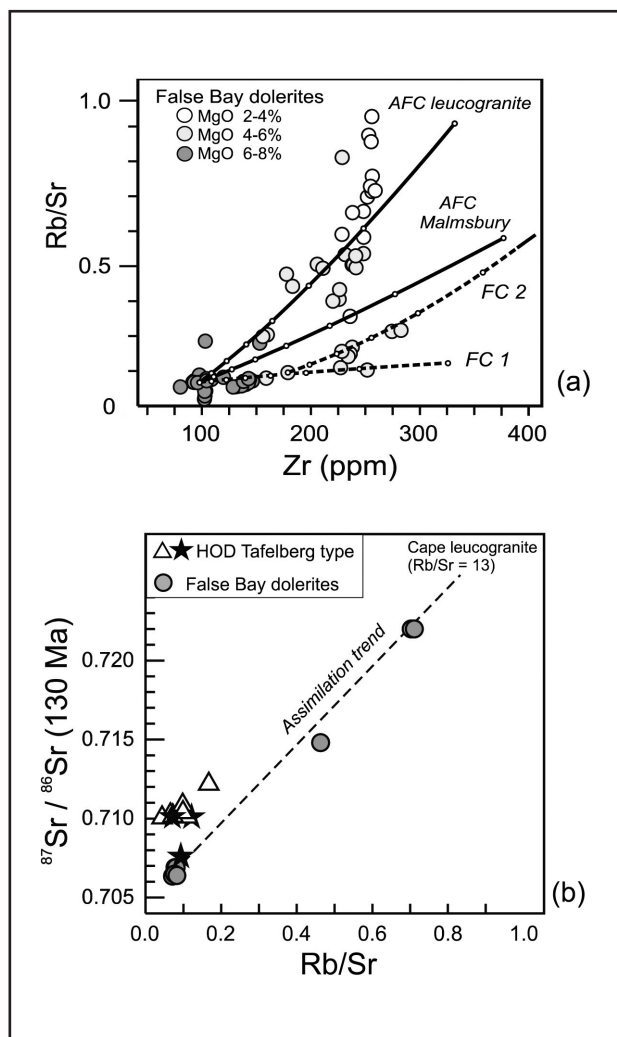 False Bay dolerites
MgO 2-4%
MgO 4-6%
MgO 6-8%
AFC leucogranite
AFC
Malmsbury
FC 2
FC 1
1.0
0.5
0
Rb/Sr
100
200
300
400
Zr (ppm)
(a)
HOD Tafelberg type
False Bay dolerites
Cape leucogranite
(Rb/Sr = 13)
Assimilation trend
0.720
0.715
0.710
0.705
87Sr / 86Sr (130 Ma)
0.0
0.2
0.4
0.6
0.8
1.0
Rb/Sr
(b)